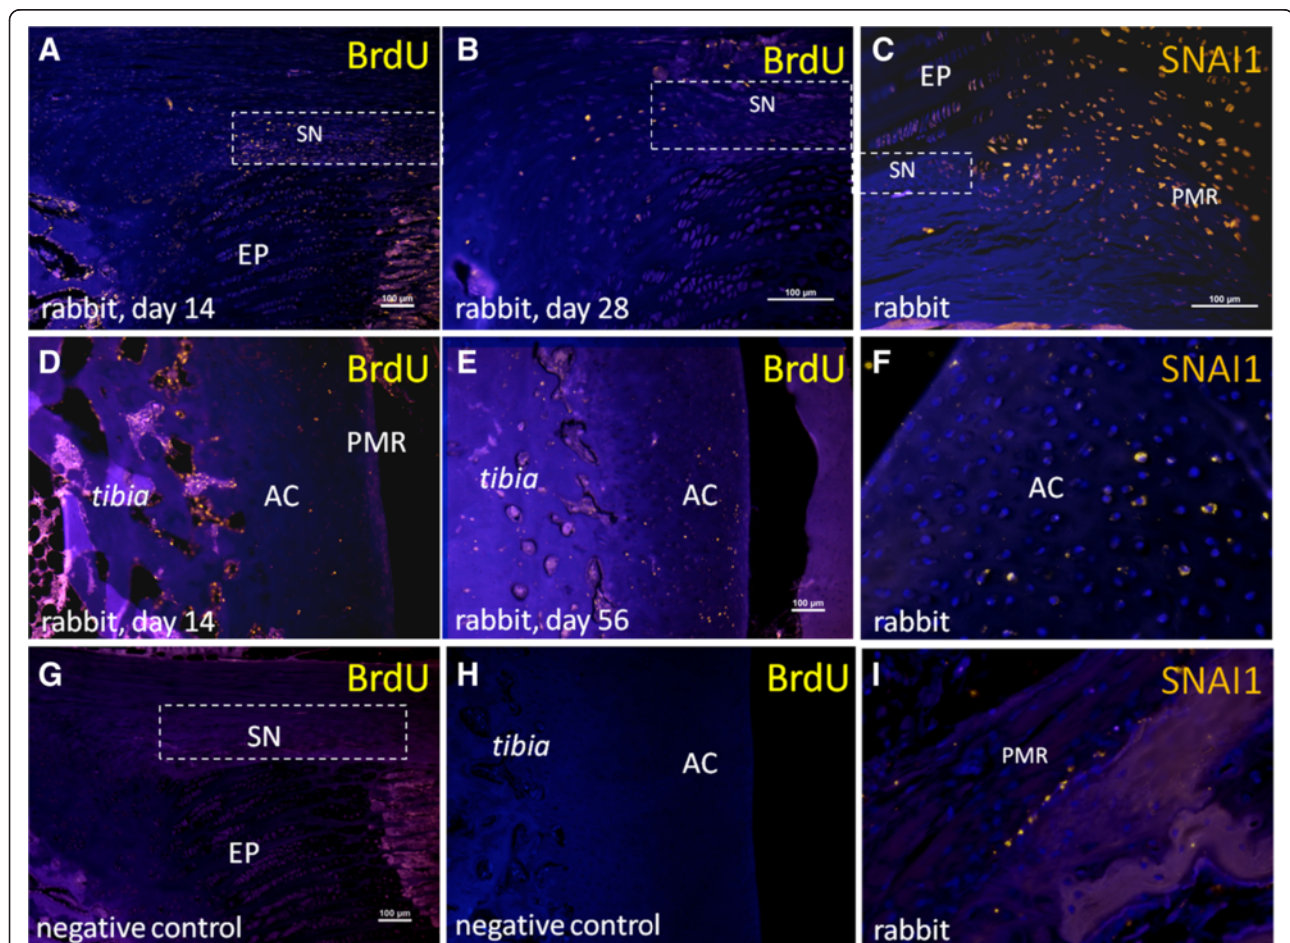 A
BrdU
SN
EP
100 µm
rabbit, day 14
B
BrdU
SN
100 µm
rabbit, day 28
C
SNAI1
EP
SN
PMR
100 µm
rabbit
D
BrdU
PMR
tibia
AC
rabbit, day 14
E
BrdU
tibia
AC
100 µm
rabbit, day 56
F
SNAI1
AC
rabbit
G
BrdU
SN
EP
100 µm
negative control
H
BrdU
tibia
AC
negative control
I
SNAI1
PMR
rabbit